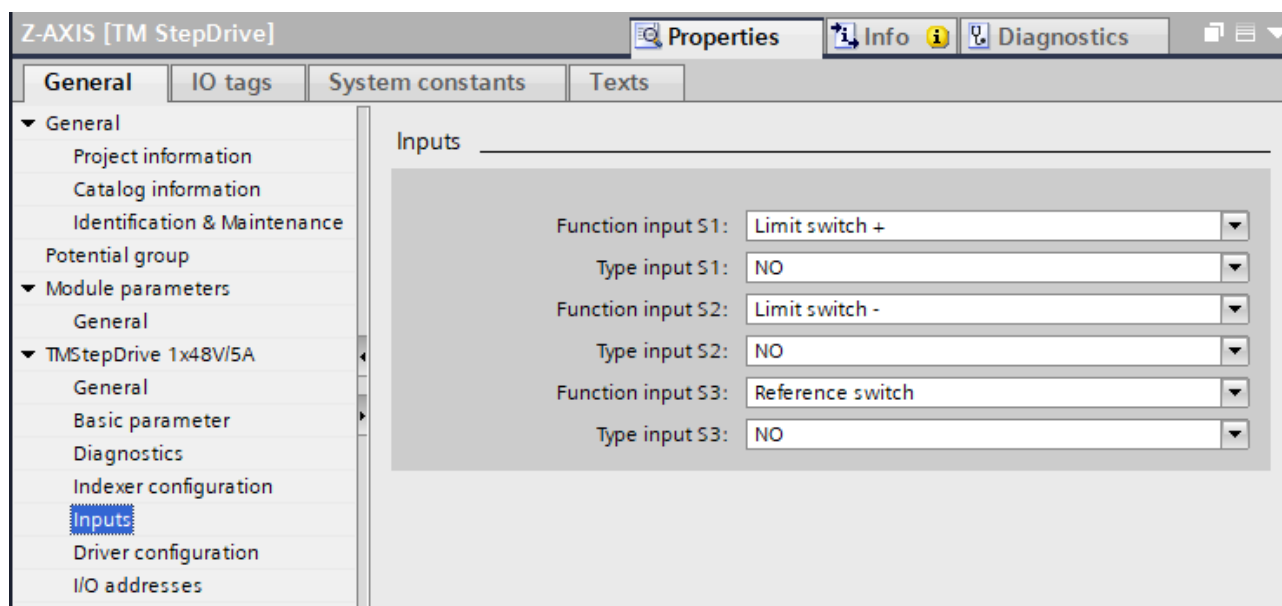 Z-AXIS [TM StepDrive]
Properties
Info
Diagnostics
General
IO tags
System constants
Texts
General
Project information
Catalog information
Identification & Maintenance
Potential group
Module parameters
General
TMStepDrive 1x48V/5A
General
Basic parameter
Diagnostics
Indexer configuration
Inputs
Driver configuration
I/O addresses
Inputs
Function input S1: Limit switch +
Type input S1: NO
Function input S2: Limit switch -
Type input S2: NO
Function input S3: Reference switch
Type input S3: NO